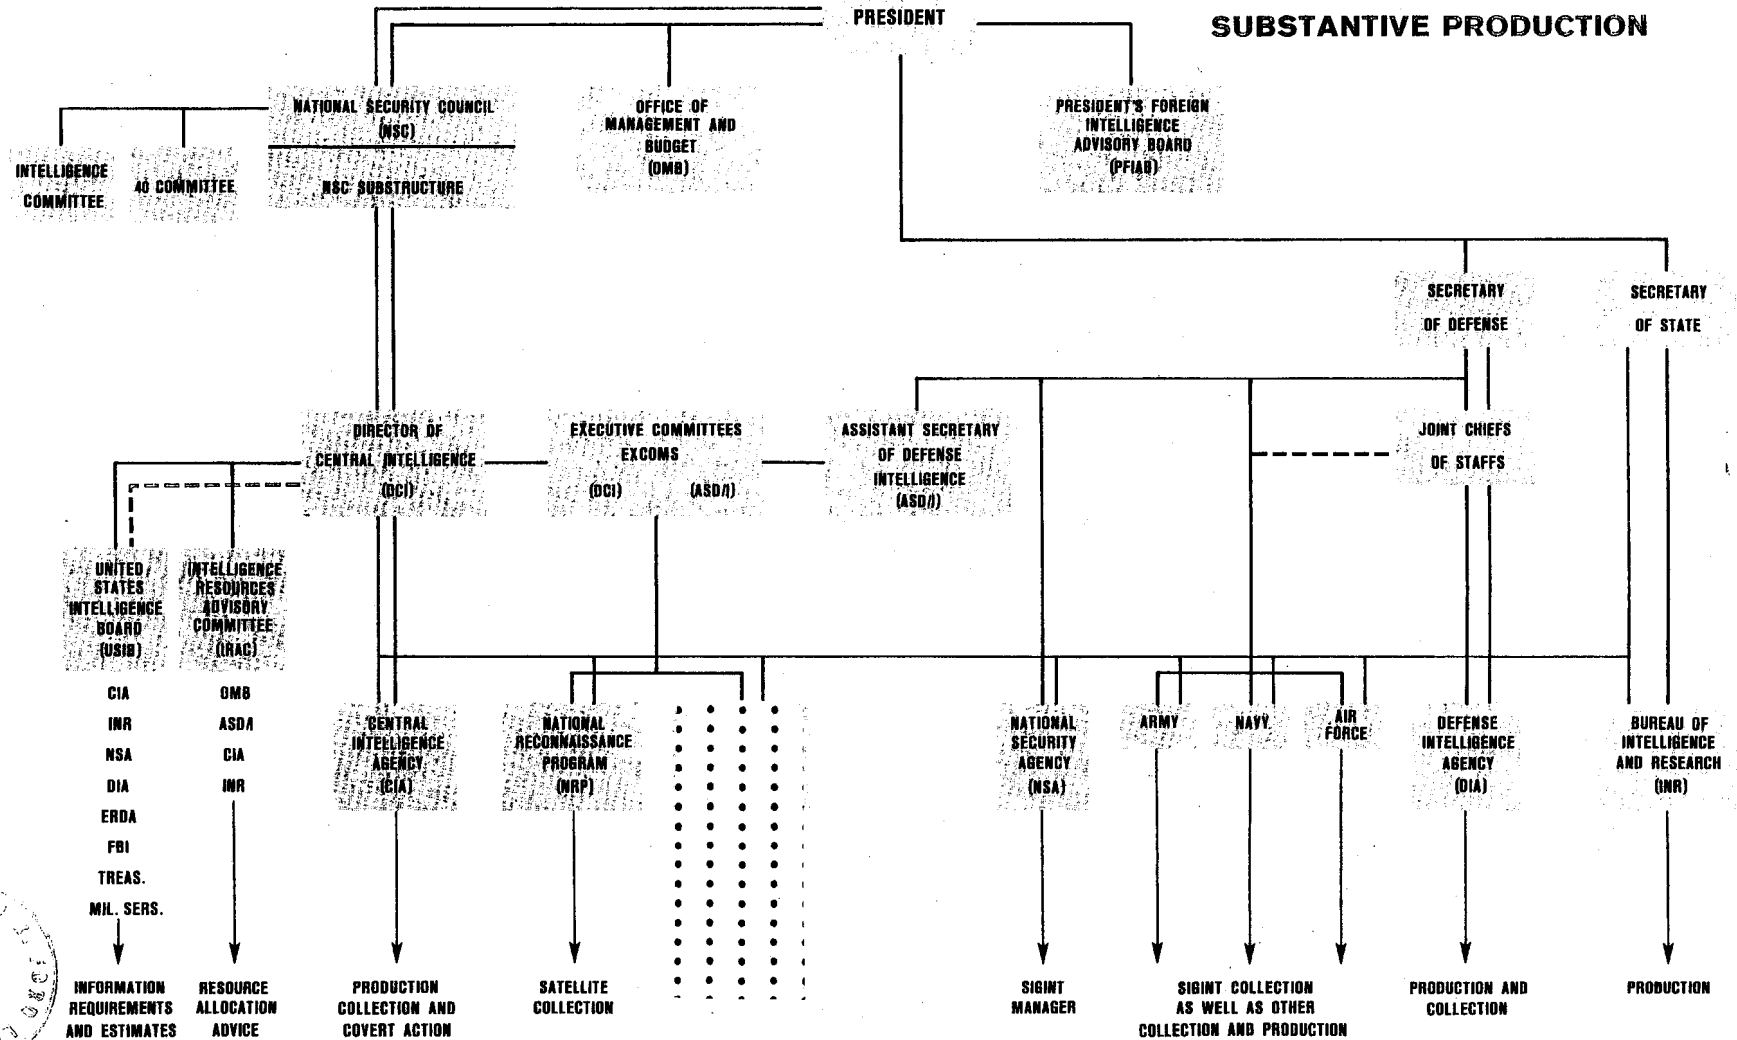 PRESIDENT
SUBSTANTIVE PRODUCTION
NATIONAL SECURITY COUNCIL
(NSC)
NSC SUBSTRUCTURE
OFFICE OF
MANAGEMENT AND
BUDGET
(OMB)
PRESIDENT'S FOREIGN
INTELLIGENCE
ADVISORY BOARD
(PFIAB)
INTELLIGENCE
COMMITTEE
40 COMMITTEE
SECRETARY
OF DEFENSE
SECRETARY
OF STATE
DIRECTOR OF
CENTRAL INTELLIGENCE
(DCI)
EXECUTIVE COMMITTEES
EXCOMS
(DCI) (ASD/I)
ASSISTANT SECRETARY
OF DEFENSE
INTELLIGENCE
(ASD/I)
JOINT CHIEFS
OF STAFFS
UNITED
STATES
INTELLIGENCE
BOARD
(USIB)
INTELLIGENCE
RESOURCES
ADVISORY
COMMITTEE
(IRAC)
CIA
INR
NSA
DIA
ERDA
FBI
TREAS.
MIL. SERS.
OMB
ASD/I
CIA
INR
CENTRAL
INTELLIGENCE
AGENCY
(CIA)
NATIONAL
RECONNAISSANCE
PROGRAM
(NRP)
NATIONAL
SECURITY
AGENCY
(NSA)
ARMY
NAVY
AIR
FORCE
DEFENSE
INTELLIGENCE
AGENCY
(DIA)
BUREAU OF
INTELLIGENCE
AND RESEARCH
(INR)
INFORMATION
REQUIREMENTS
AND ESTIMATES
RESOURCE
ALLOCATION
ADVICE
PRODUCTION
COLLECTION AND
COVERT ACTION
SATELLITE
COLLECTION
SIGINT
MANAGER
SIGINT COLLECTION
AS WELL AS OTHER
COLLECTION AND PRODUCTION
PRODUCTION AND
COLLECTION
PRODUCTION